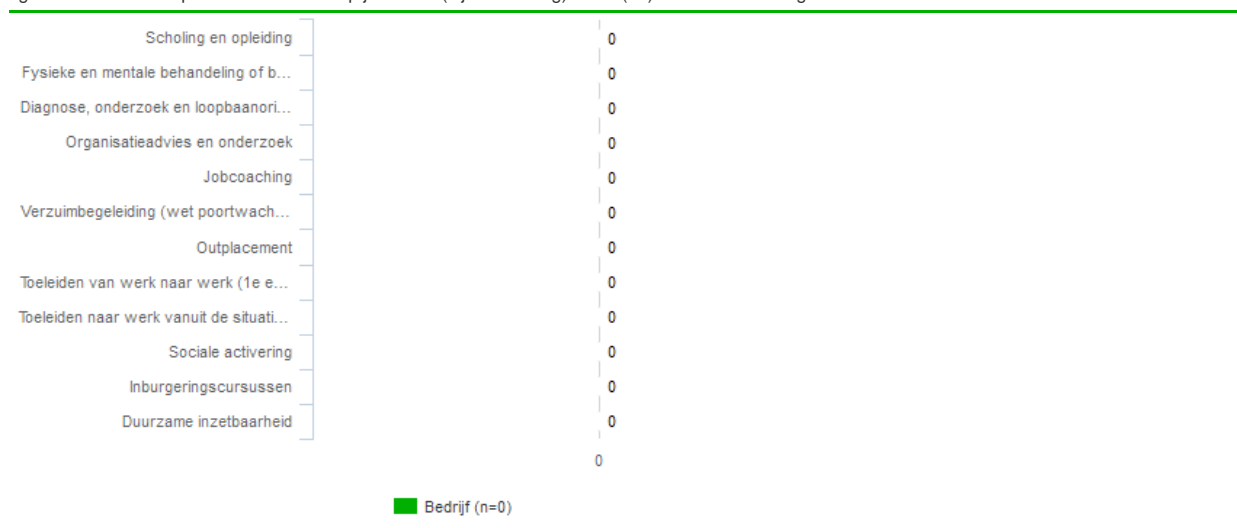 Scholing en opleiding 0
Fysieke en mentale behandeling of b... 0
Diagnose, onderzoek en loopbaanori... 0
Organisatieadvies en onderzoek 0
Jobcoaching 0
Verzuimbegeleiding (wet poortwach... 0
Outplacement 0
Toeleiden van werk naar werk (1e e... 0
Toeleiden naar werk vanuit de situati... 0
Sociale activering 0
Inburgeringscursussen 0
Duurzame inzetbaarheid 0
0
Bedrijf (n=0)